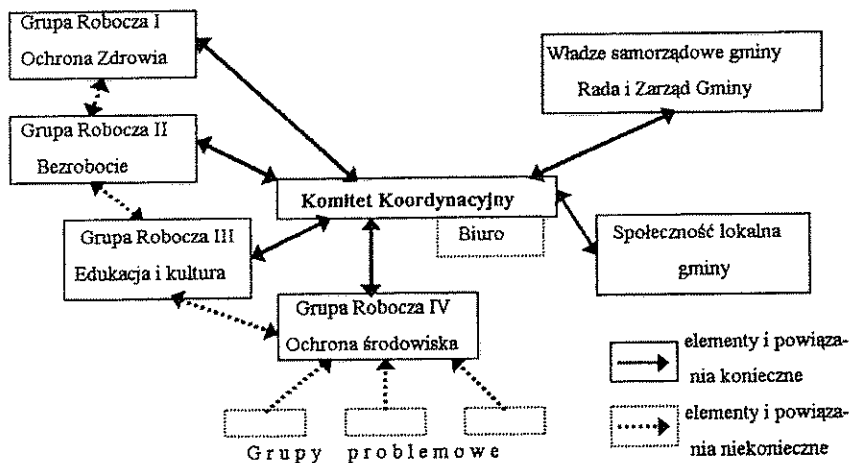 Grupa Robocza I
Ochrona Zdrowia
Władze samorządowe gminy
Rada i Zarząd Gminy
Grupa Robocza II
Bezrobocie
Komitet Koordynacyjny
Biuro
Grupa Robocza III
Edukacja i kultura
Społeczność lokalna
gminy
Grupa Robocza IV
Ochrona środowiska
elementy i powiąza-
nia konieczne
elementy i powiąza-
nia niekonieczne
Grupy problemowe